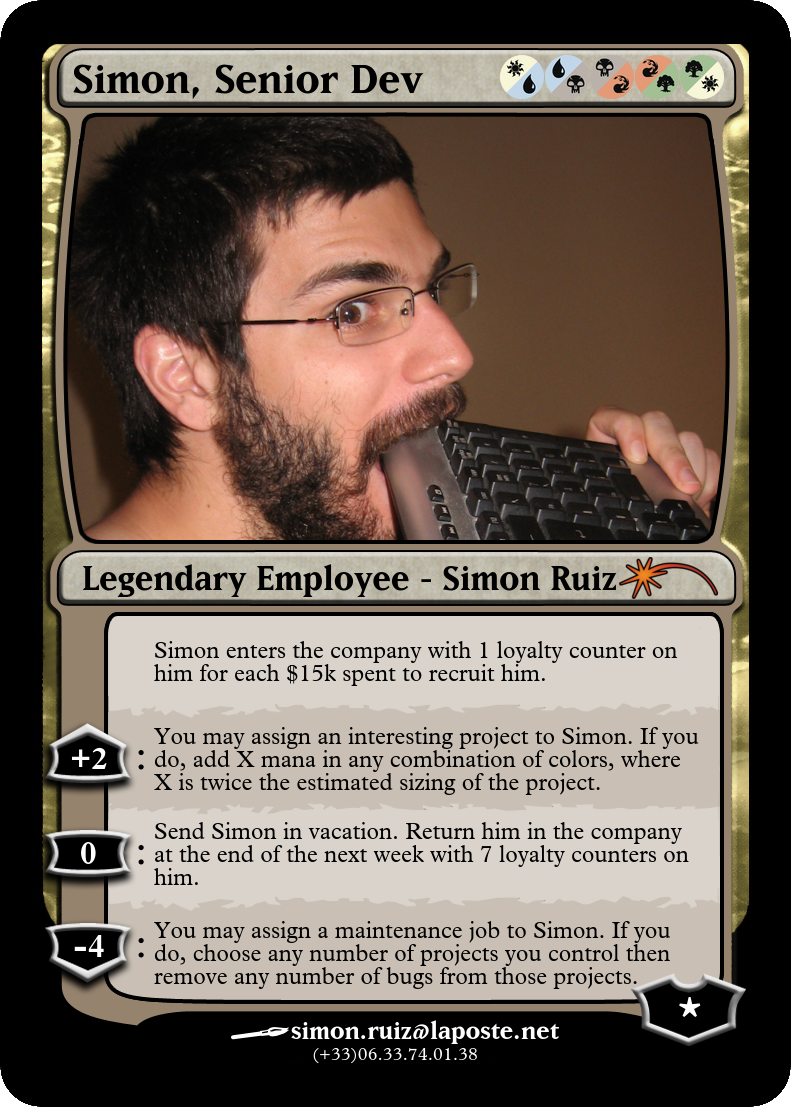 Simon, Senior Dev
Legendary Employee - Simon Ruiz
Simon enters the company with 1 loyalty counter on
him for each $15k spent to recruit him.
+2 : You may assign an interesting project to Simon. If you
do, add X mana in any combination of colors, where
X is twice the estimated sizing of the project.
0 : Send Simon in vacation. Return him in the company
at the end of the next week with 7 loyalty counters on
him.
-4 : You may assign a maintenance job to Simon. If you
do, choose any number of projects you control then
remove any number of bugs from those projects.
simon.ruiz@laposte.net
(+33)06.33.74.01.38